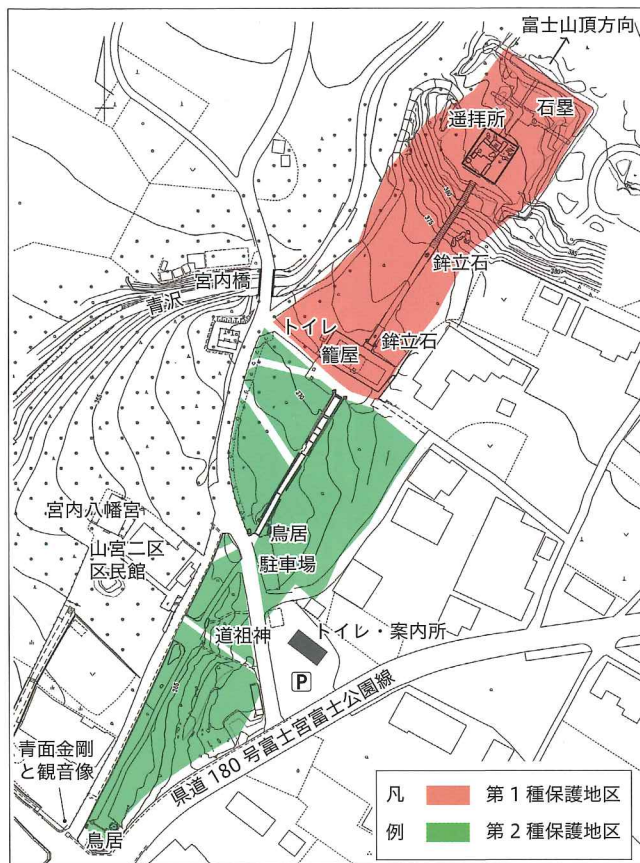 富士山頂方向
石塁
遥拝所
鉾立石
宮内橋
青沢
トイレ
籠屋
鉾立石
宮内八幡宮
山宮二区
区民館
鳥居
駐車場
道祖神
トイレ・案内所
P
県道180号富士宮富士公園線
青面金剛
と観音像
鳥居
凡例
第1種保護地区
第2種保護地区